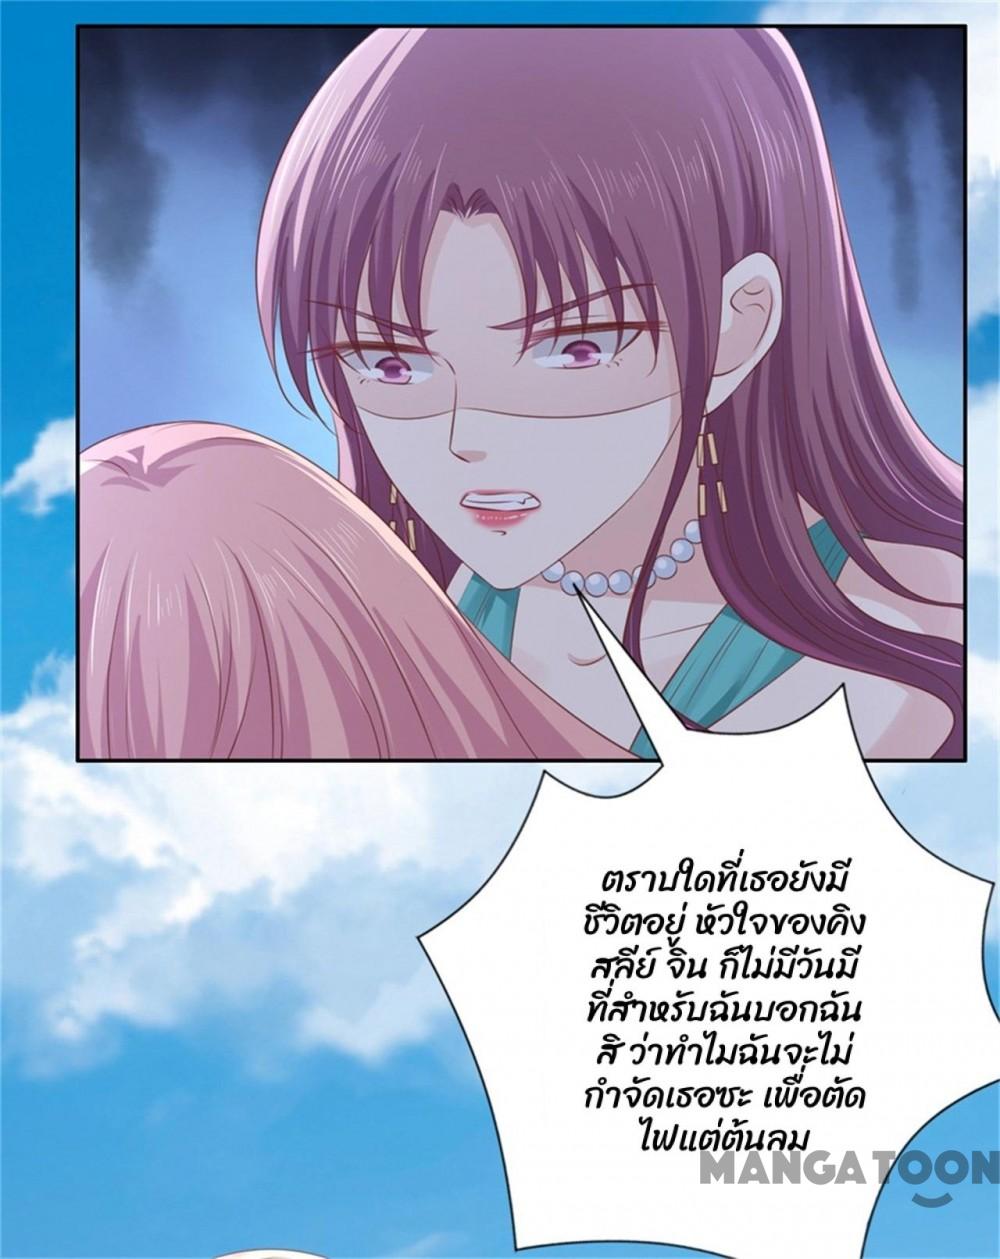 ตราบใดที่เธอยังมี
ชีวิตอยู่ หัวใจของคิง
สลีย์ จิน ก็ไม่มีวันมี
ที่สำหรับฉันบอกฉัน
สิ ว่าทำไมฉันจะไม่
กำจัดเธอซะ เพื่อตัด
ไฟแต่ต้นลม
MANGATOON